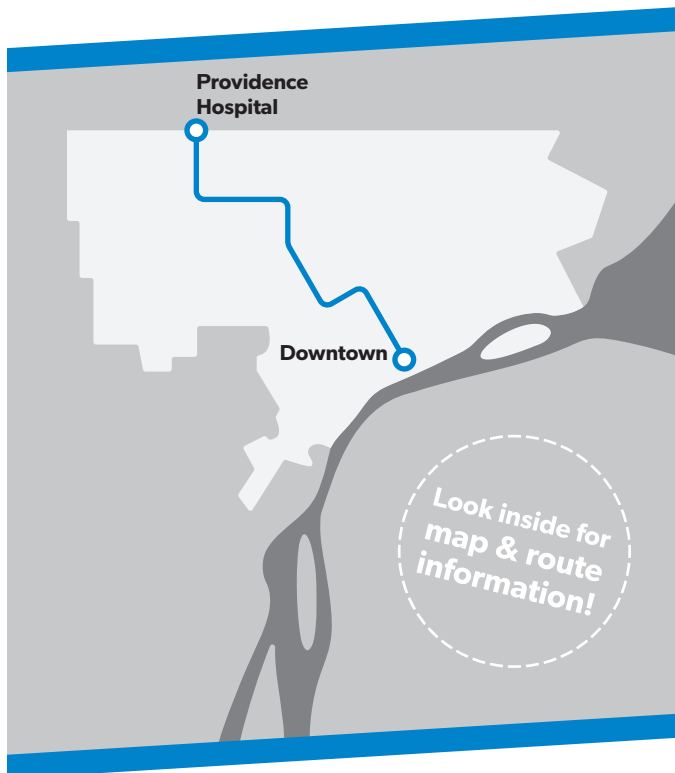 Providence
Hospital
Downtown
Look inside for
map & route
information!